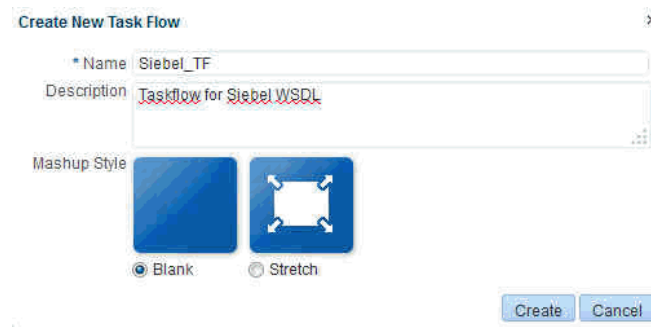 Create New Task Flow
* Name Siebel_TF
Description Taskflow for Siebel WSDL
Mashup Style
Blank Stretch
Create Cancel